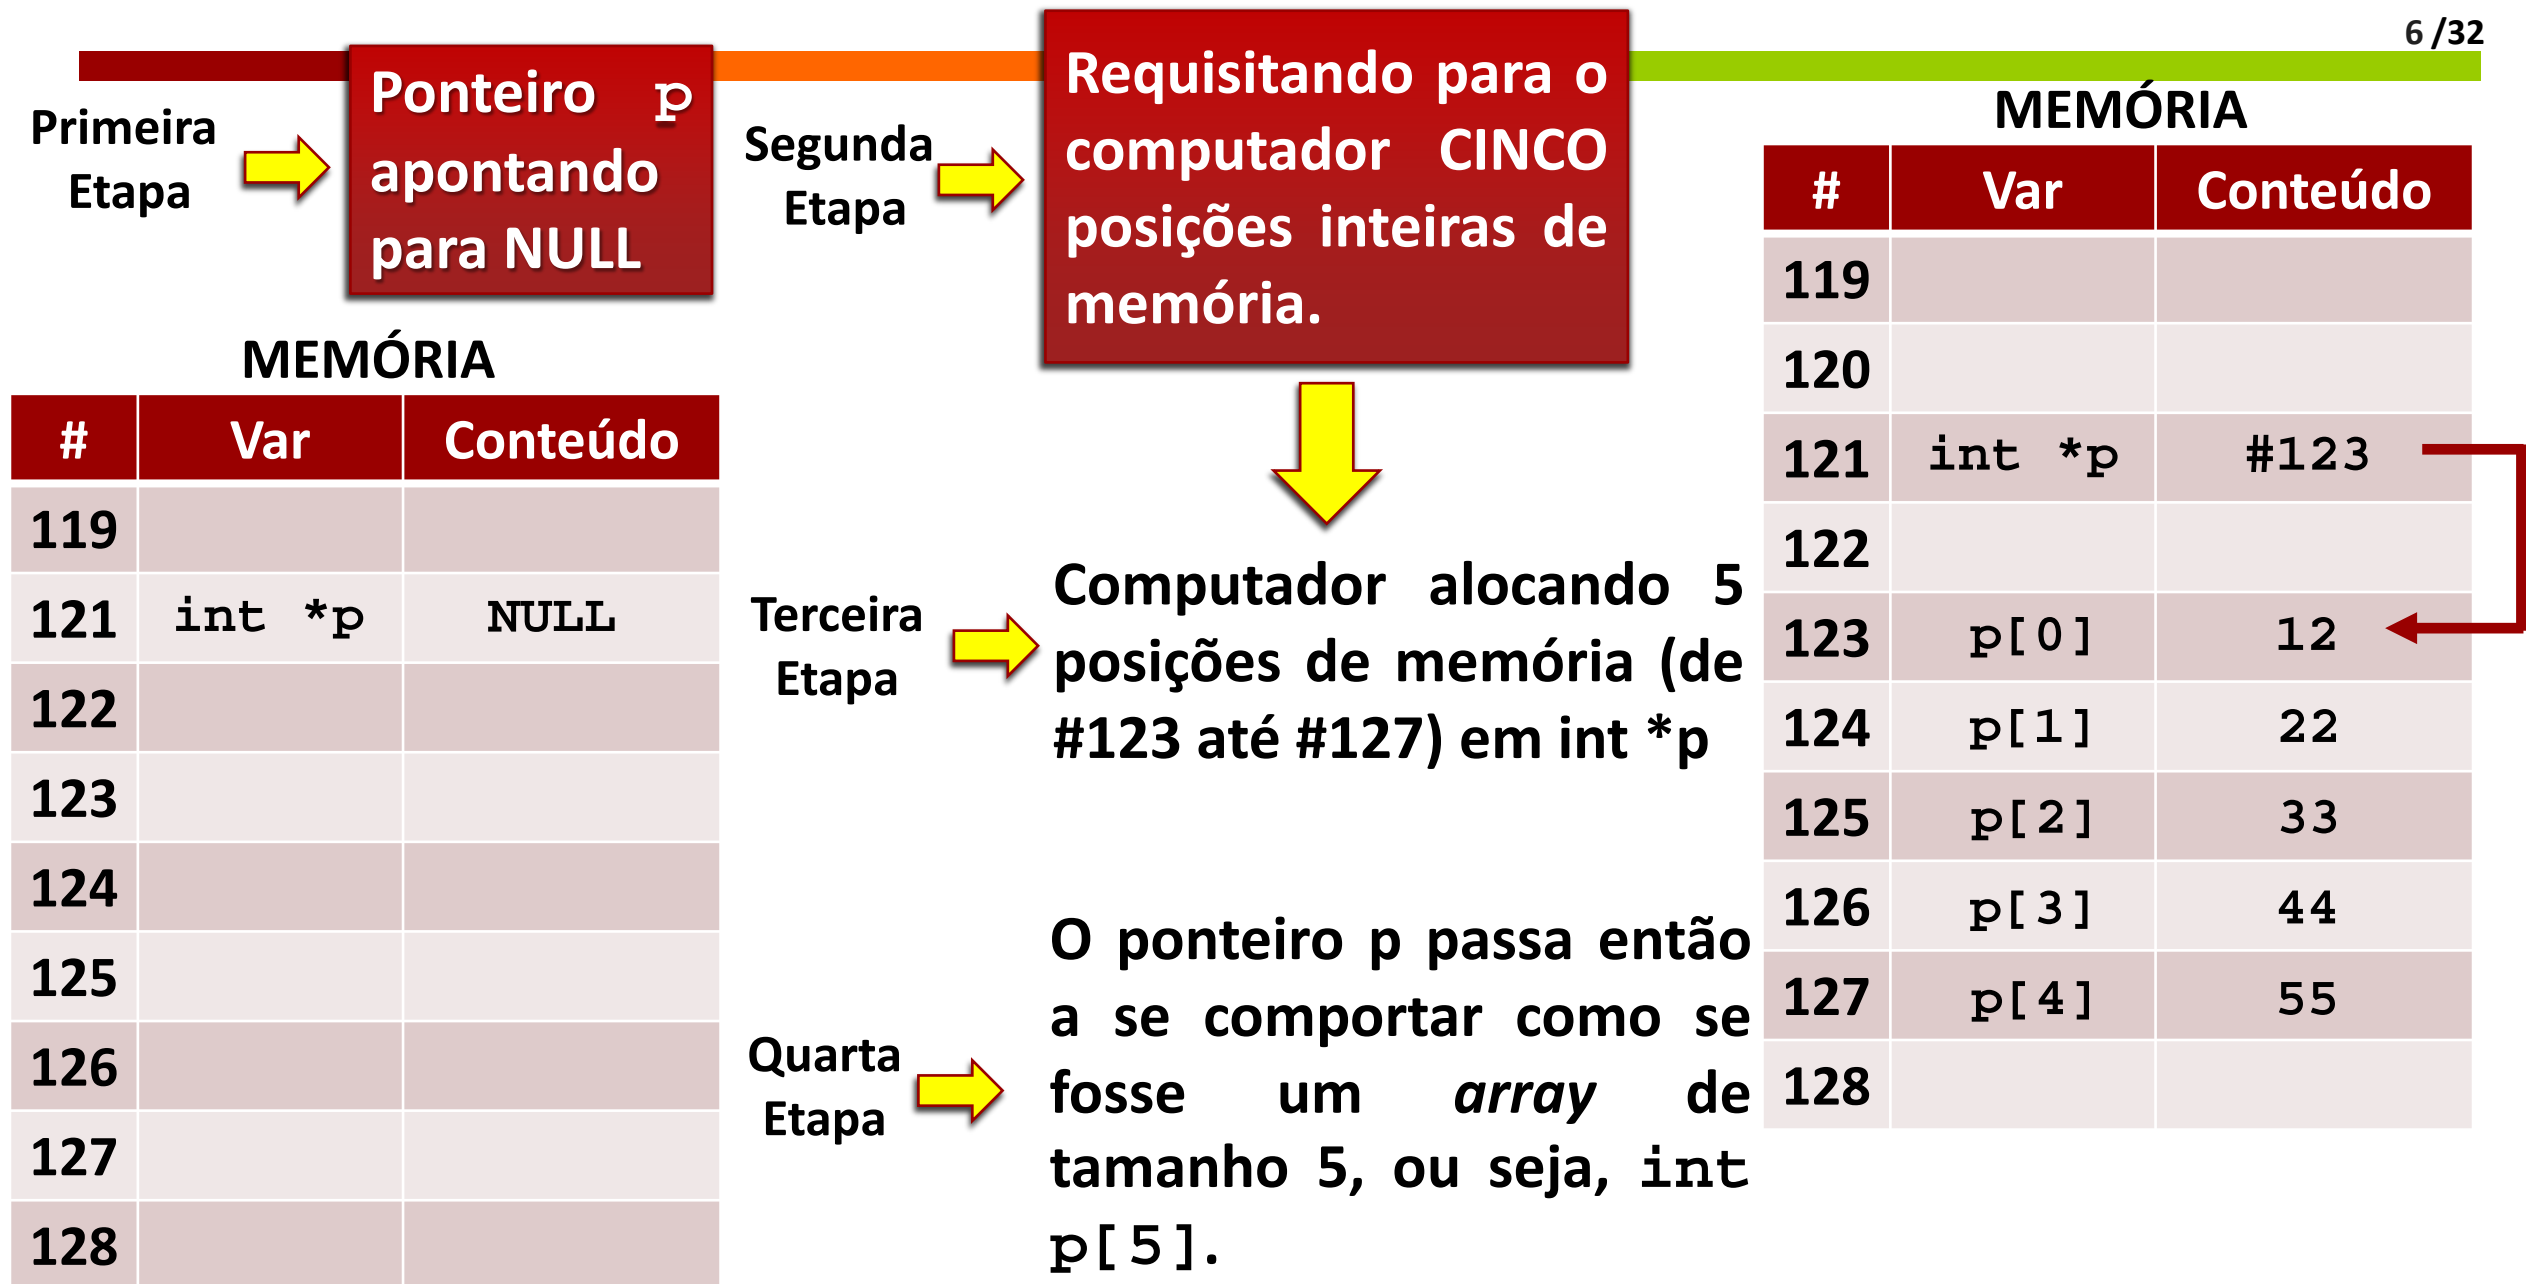 6 /32
Primeira
Etapa
Ponteiro p
apontando
para NULL
Segunda
Etapa
Requisitando para o
computador CINCO
posições inteiras de
memória.
MEMÓRIA
# Var Conteúdo
119
121 int *p NULL
122
123
124
125
126
127
128
Terceira
Etapa
Computador alocando 5
posições de memória (de
#123 até #127) em int *p
Quarta
Etapa
O ponteiro p passa então
a se comportar como se
fosse um array de
tamanho 5, ou seja, int
p[5].
MEMÓRIA
# Var Conteúdo
119
120
121 int *p #123
122
123 p[0] 12
124 p[1] 22
125 p[2] 33
126 p[3] 44
127 p[4] 55
128